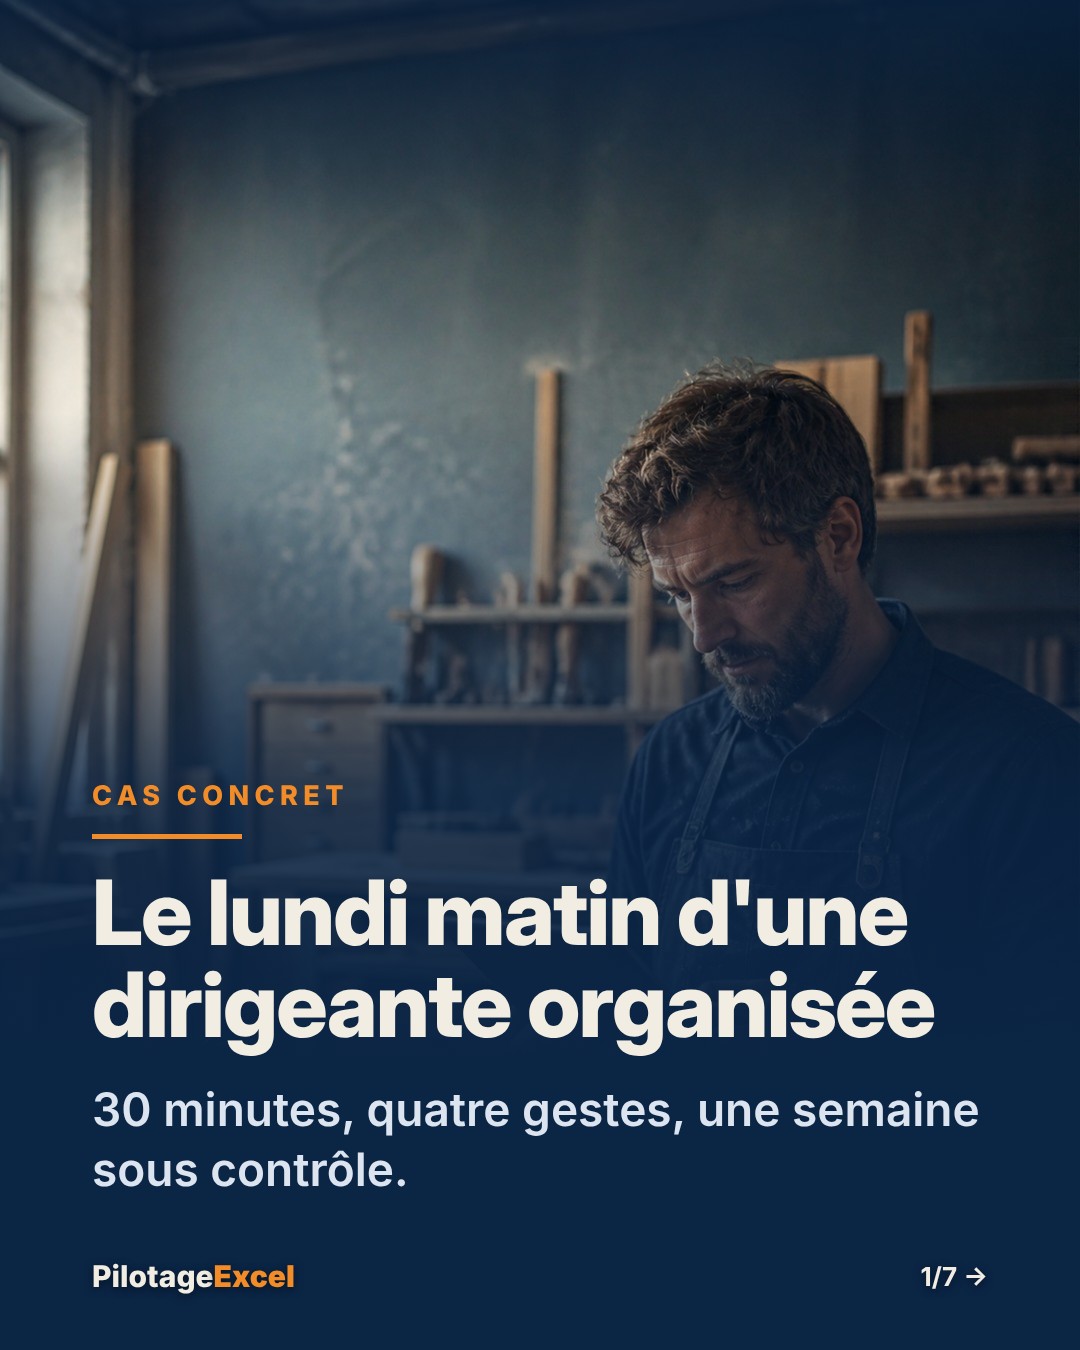 CAS CONCRET
Le lundi matin d'une
dirigeante organisée
30 minutes, quatre gestes, une semaine
sous contrôle.
PilotageExcel
1/7 →